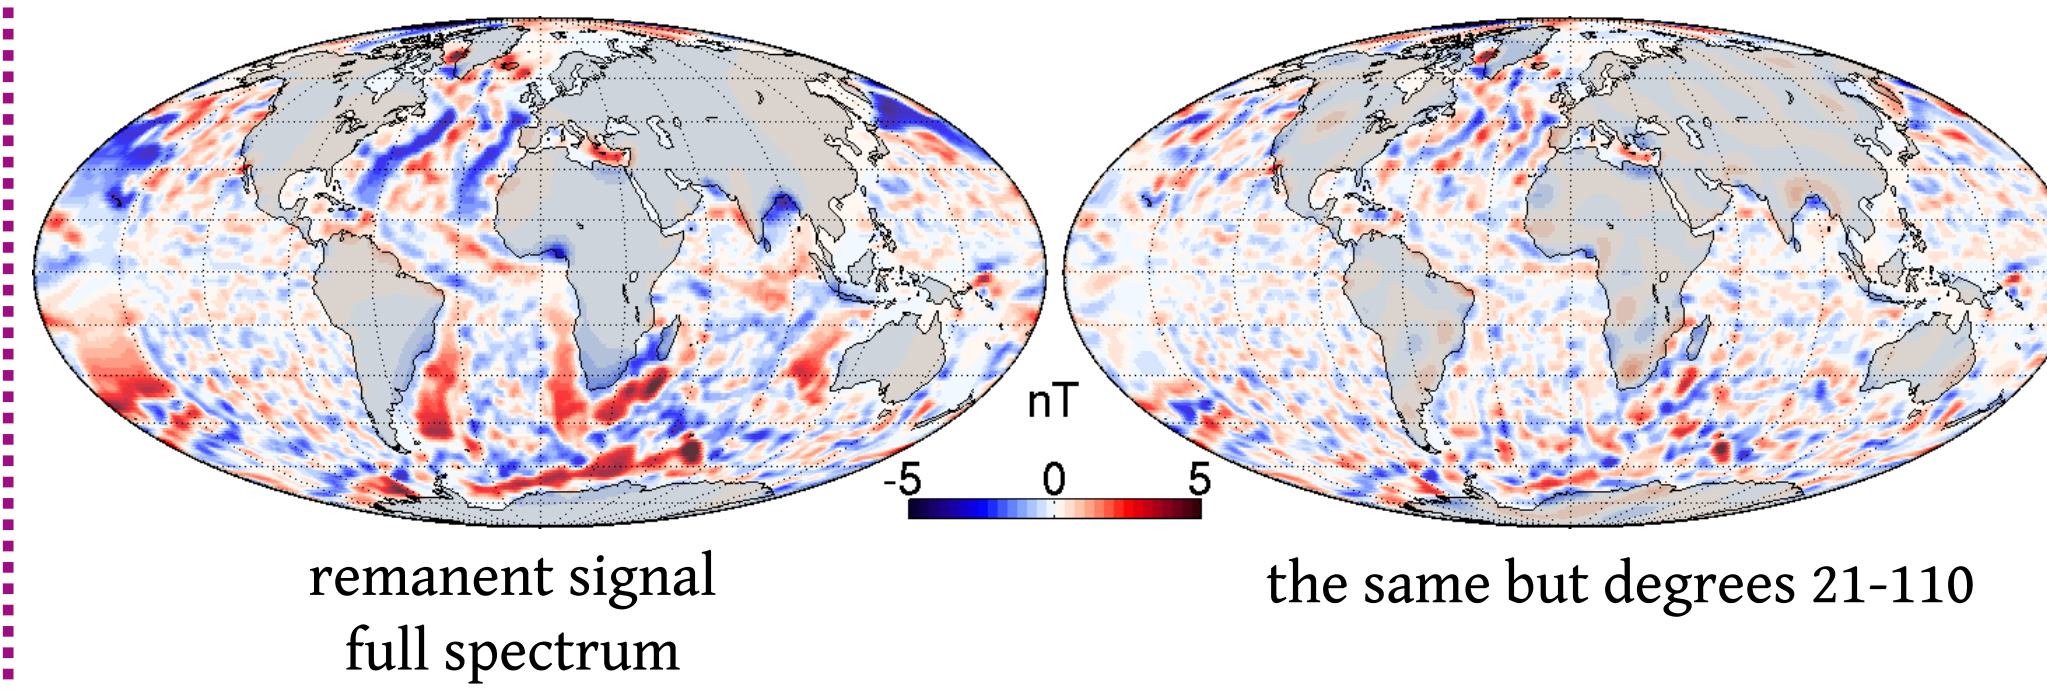 nT
-5 0 5
remanent signal
full spectrum
the same but degrees 21-110